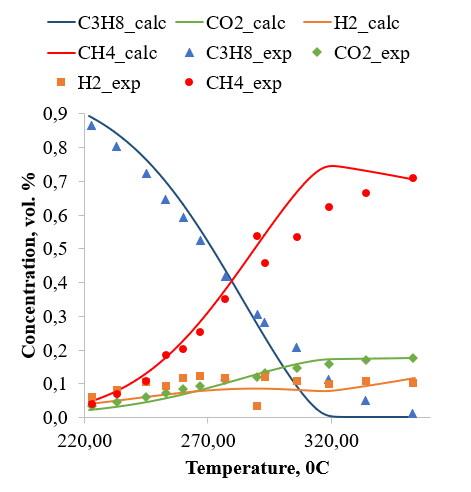 C3H8_calc CO2_calc H2_calc
CH4_calc C3H8_exp CO2_exp
H2_exp CH4_exp
0,9
0,8
0,7
0,6
0,5
0,4
0,3
0,2
0,1
0,0
Concentration, vol. %
220,00 270,00 320,00
Temperature, 0C